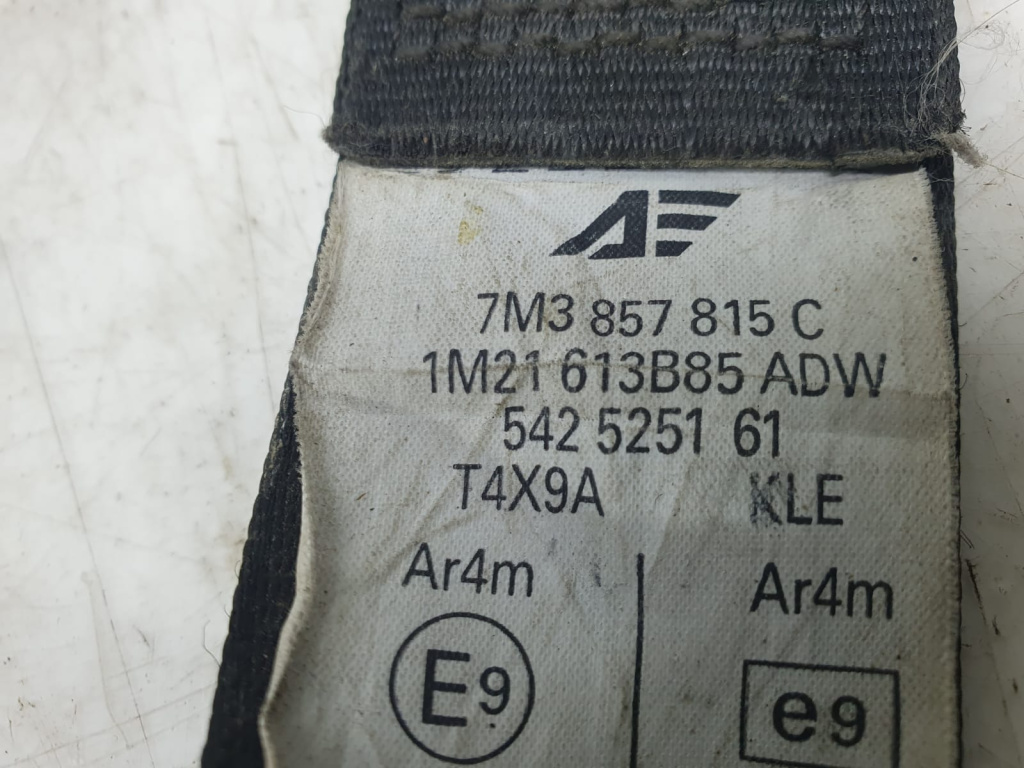 AE
7M3 857 815 C
1M21 613B85 ADW
542 5251 61
T4X9A KLE
Ar4m Ar4m
E9 e9